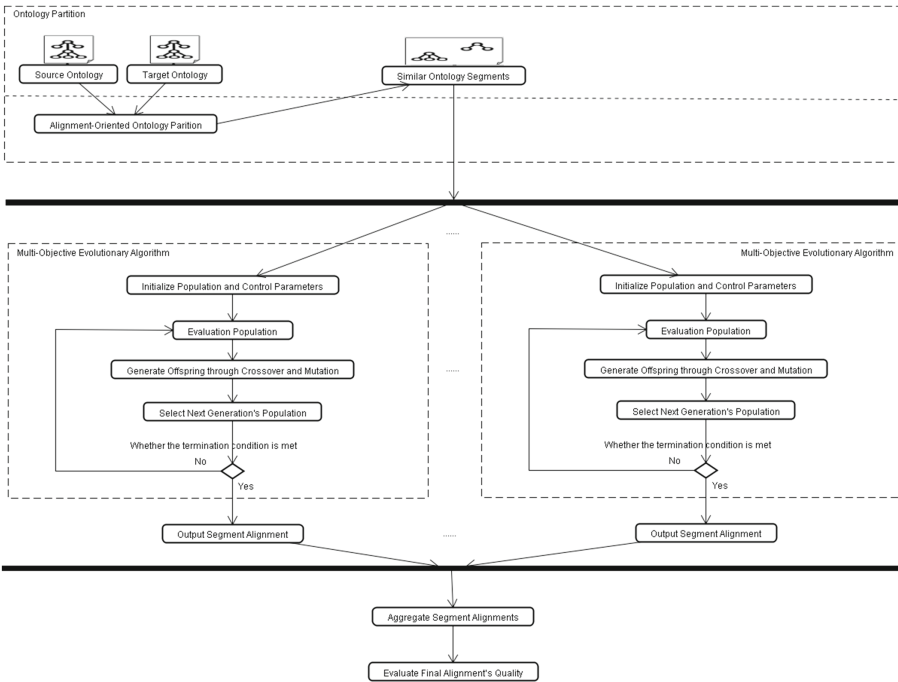 Ontology Partition
Source Ontology
Target Ontology
Similar Ontology Segments
Alignment-Oriented Ontology Parition
......
Multi-Objective Evolutionary Algorithm
Multi-Objective Evolutionary Algorithm
Initialize Population and Control Parameters
Initialize Population and Control Parameters
Evaluation Population
Evaluation Population
Generate Offspring through Crossover and Mutation
......
Generate Offspring through Crossover and Mutation
Select Next Generation's Population
Select Next Generation's Population
Whether the termination condition is met
Whether the termination condition is met
No
No
Yes
Yes
Output Segment Alignment
......
Output Segment Alignment
Aggregate Segment Alignments
Evaluate Final Alignment's Quality